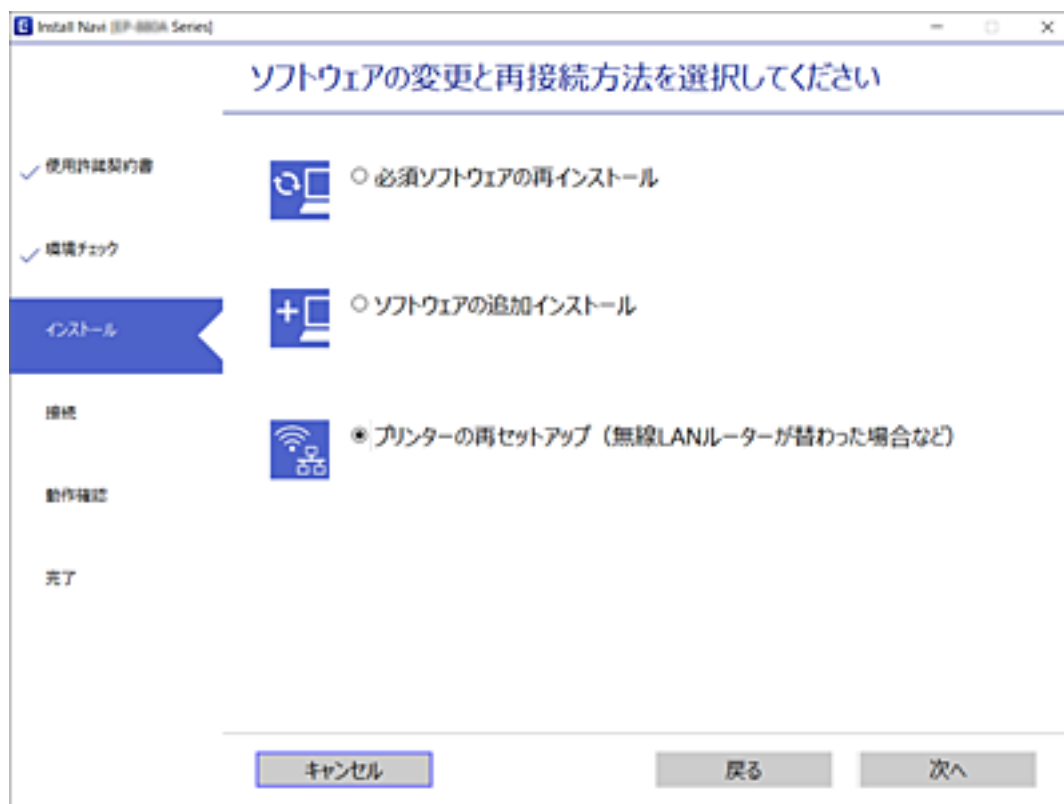 Install Navi [EP-880A Series]
ソフトウェアの変更と再接続方法を選択してください
使用許諾契約書
環境チェック
インストール
接続
動作確認
完了
必須ソフトウェアの再インストール
ソフトウェアの追加インストール
プリンターの再セットアップ（無線LANルーターが替わった場合など）
キャンセル
戻る
次へ